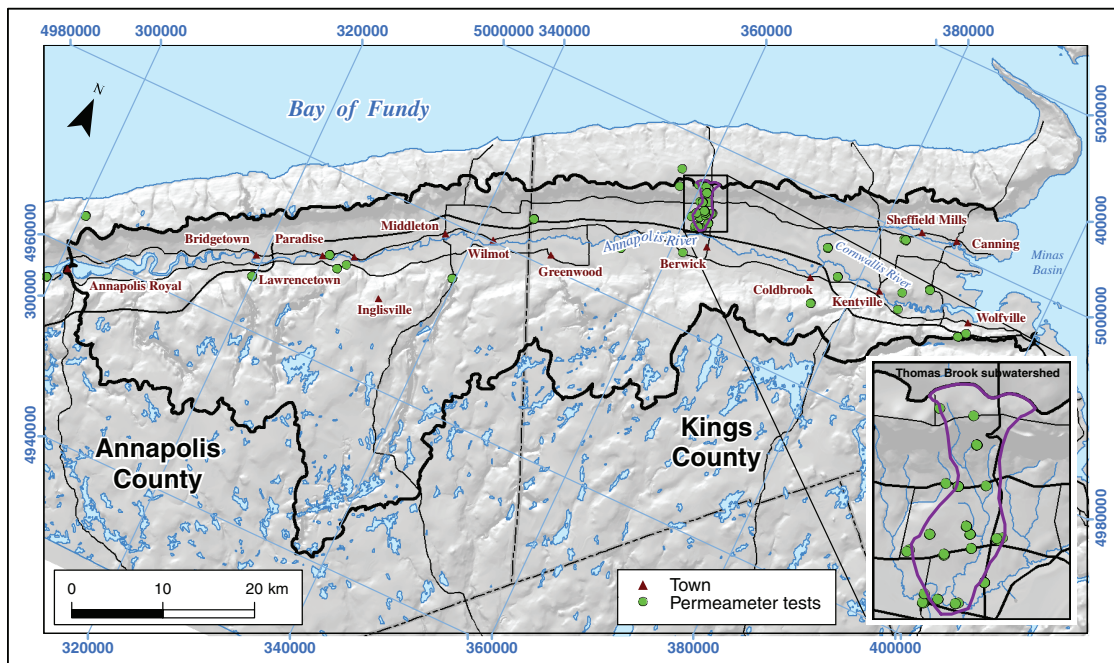 4980000
300000
320000
5000000
340000
360000
380000
N
Bay of Fundy
5020000
4960000
Bridgetown
Paradise
Middleton
Wilmot
Annapolis River
Greenwood
Berwick
Sheffield Mills
Canning
400000
Cornwallis River
Minas
Basin
Annapolis Royal
Lawrencetown
Inglisville
Coldbrook
Kentville
Wolfville
300000
5000000
Thomas Brook subwatershed
4940000
Annapolis
County
Kings
County
4980000
0
10
20 km
Town
Permeameter tests
320000
340000
360000
380000
400000